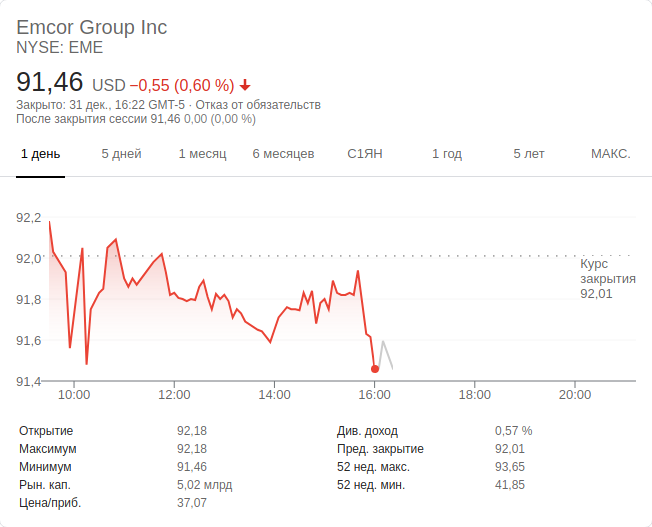 Emcor Group Inc
NYSE: EME
91,46 USD −0,55 (0,60 %)
Закрыто: 31 дек., 16:22 GMT-5 · Отказ от обязательств
После закрытия сессии 91,46 0,00 (0,00 %)
1 день 5 дней 1 месяц 6 месяцев С1ЯН 1 год 5 лет МАКС.
92,2
92,0
Курс
закрытия
92,01
91,8
91,6
91,4
10:00 12:00 14:00 16:00 18:00 20:00
Открытие 92,18 Див. доход 0,57 %
Максимум 92,18 Пред. закрытие 92,01
Минимум 91,46 52 нед. макс. 93,65
Рын. кап. 5,02 млрд 52 нед. мин. 41,85
Цена/приб. 37,07